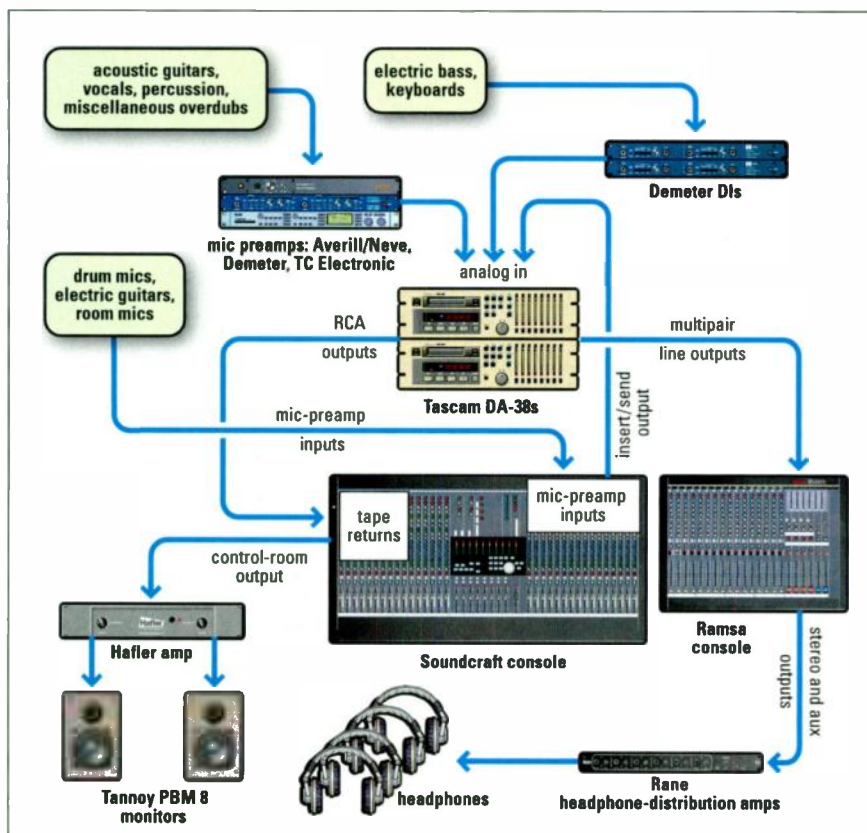 acoustic guitars,
vocals, percussion,
miscellaneous overdubs
electric bass,
keyboards
Demeter DIs
mic preamps: Averill/Neve,
Demeter, TC Electronic
analog in
drum mics,
electric guitars,
room mics
RCA
outputs
multipair
line outputs
Tascam DA-38s
insert/send
output
mic-preamp
inputs
tape
returns
mic-preamp
inputs
control-room
output
Hafler
Hafler amp
Soundcraft console
Ramsa
console
stereo and aux
outputs
Tannoy PBM 8
monitors
headphones
Rane
headphone-distribution amps